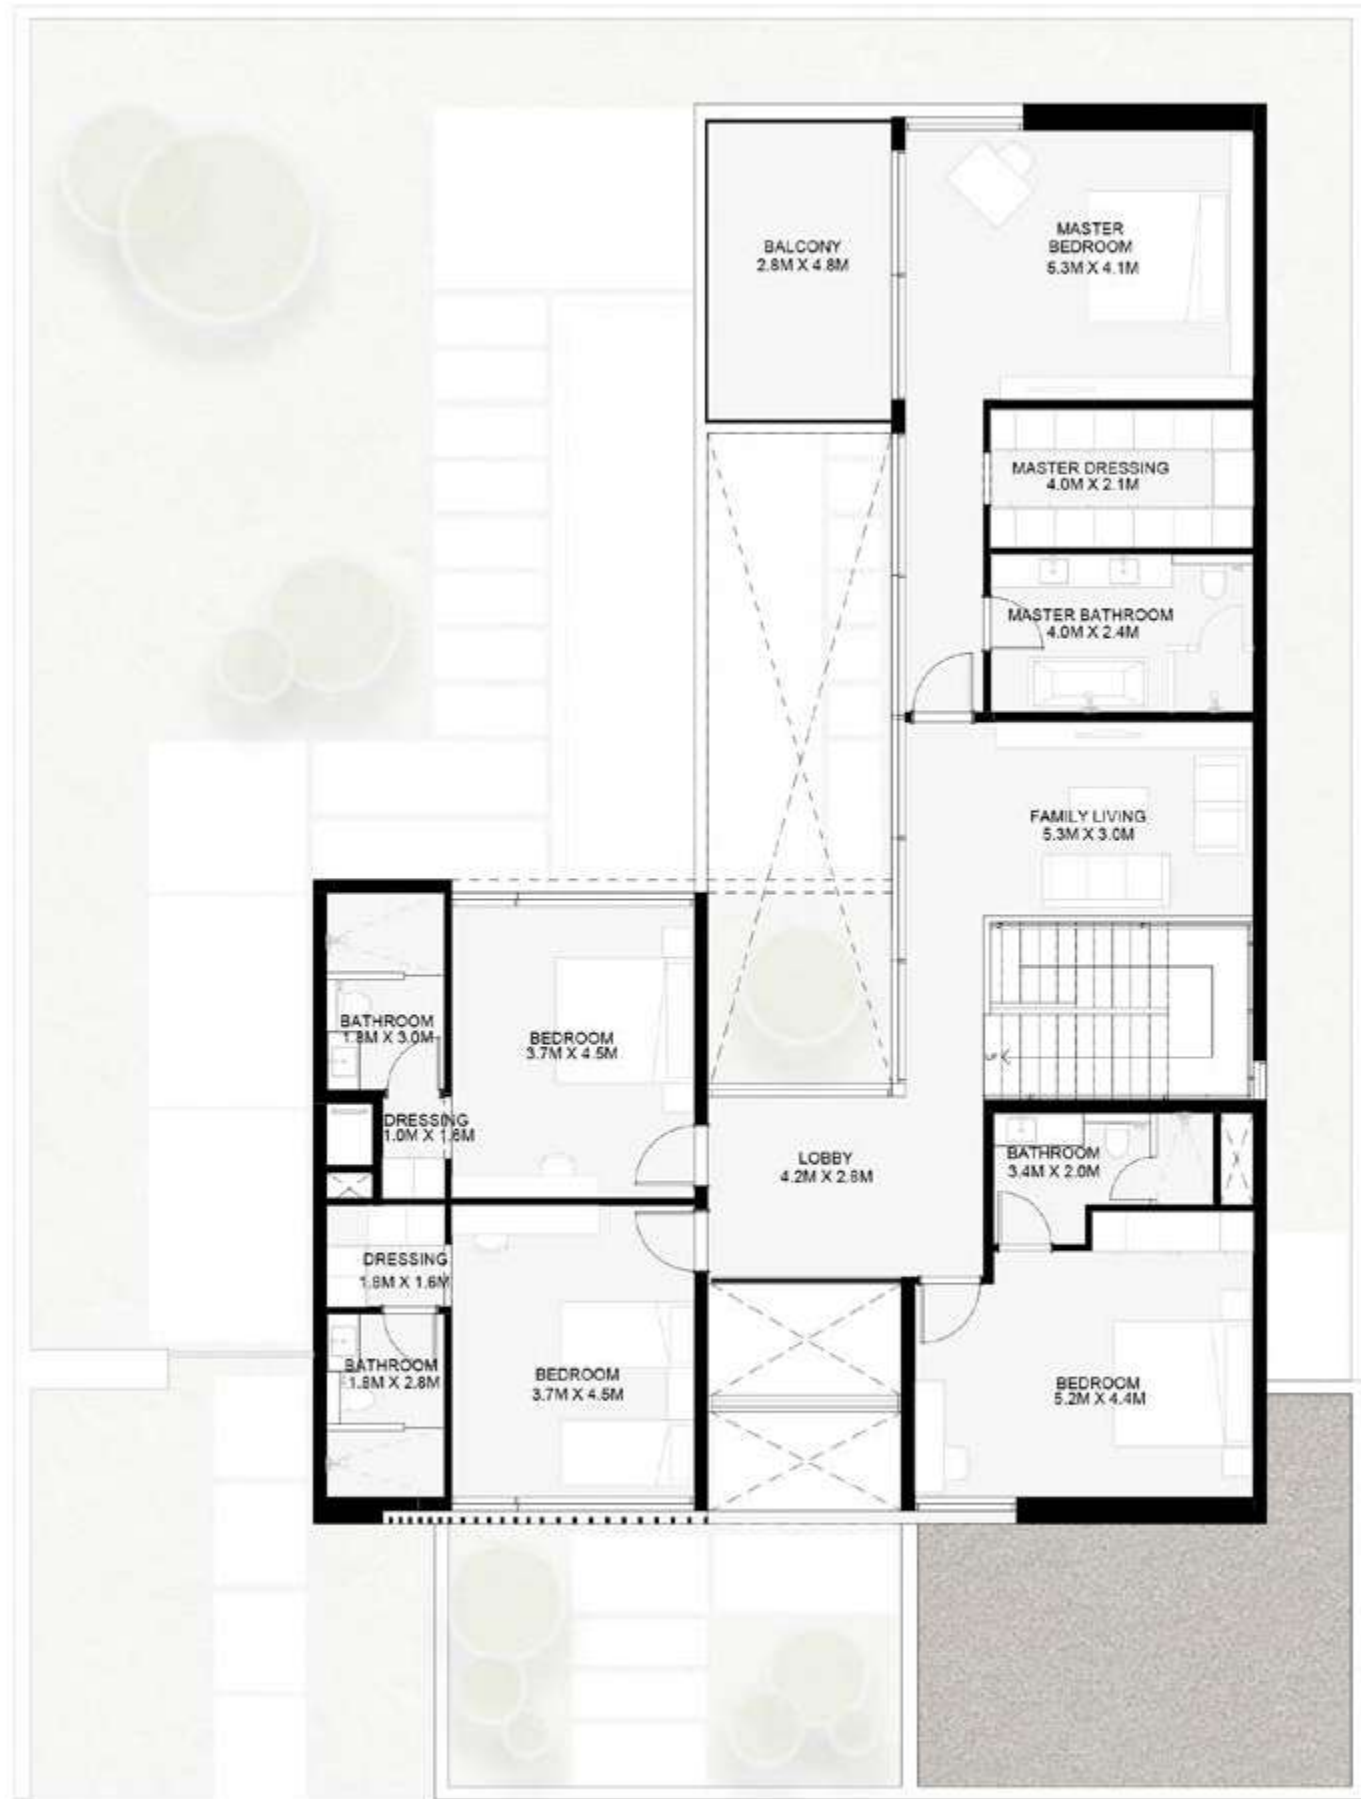 BALCONY
2.8M X 4.8M
MASTER
BEDROOM
5.3M X 4.1M
MASTER DRESSING
4.0M X 2.1M
MASTER BATHROOM
4.0M X 2.4M
FAMILY LIVING
5.3M X 3.0M
BATHROOM
1.8M X 3.0M
BEDROOM
3.7M X 4.5M
DRESSING
1.0M X 1.6M
LOBBY
4.2M X 2.8M
BATHROOM
3.4M X 2.0M
DRESSING
1.8M X 1.6M
BATHROOM
1.8M X 2.8M
BEDROOM
3.7M X 4.5M
BEDROOM
5.2M X 4.4M